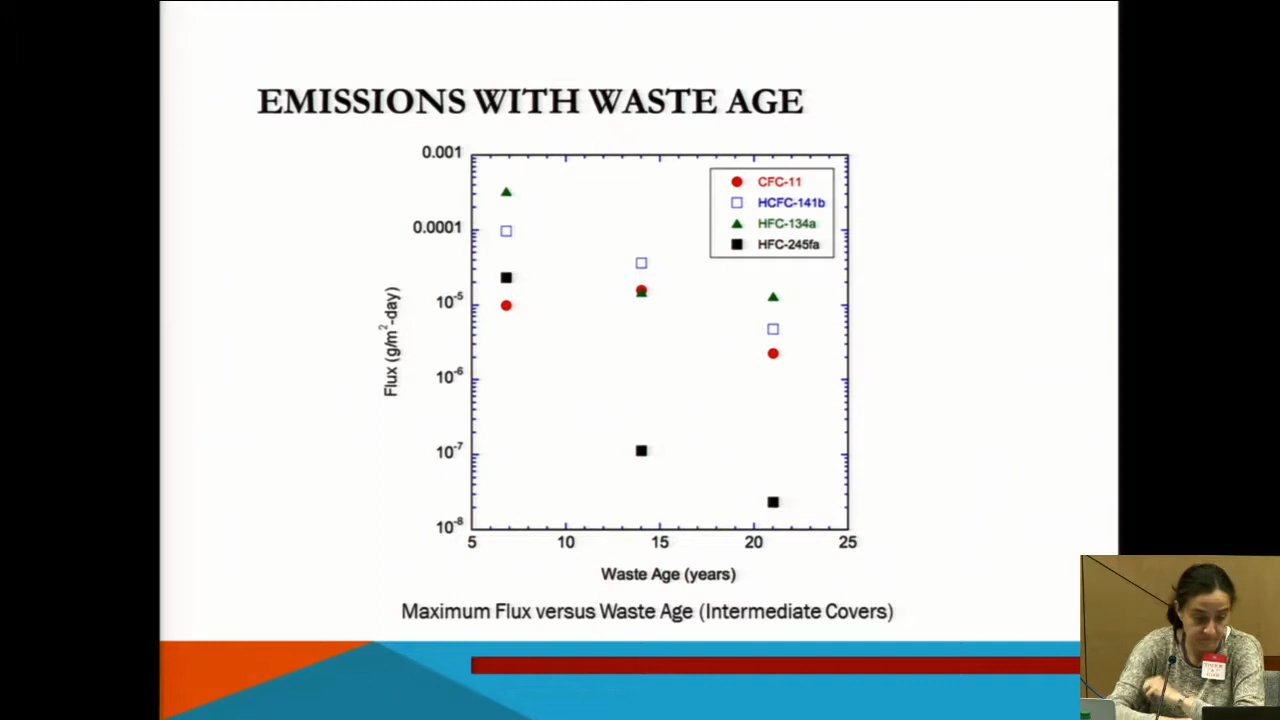 EMISSIONS WITH WASTE AGE
0.001
0.0001
10-5
10-6
10-7
10-8
Flux (g/m2-day)
CFC-11
HCFC-141b
HFC-134a
HFC-245fa
5 10 15 20 25
Waste Age (years)
Maximum Flux versus Waste Age (Intermediate Covers)